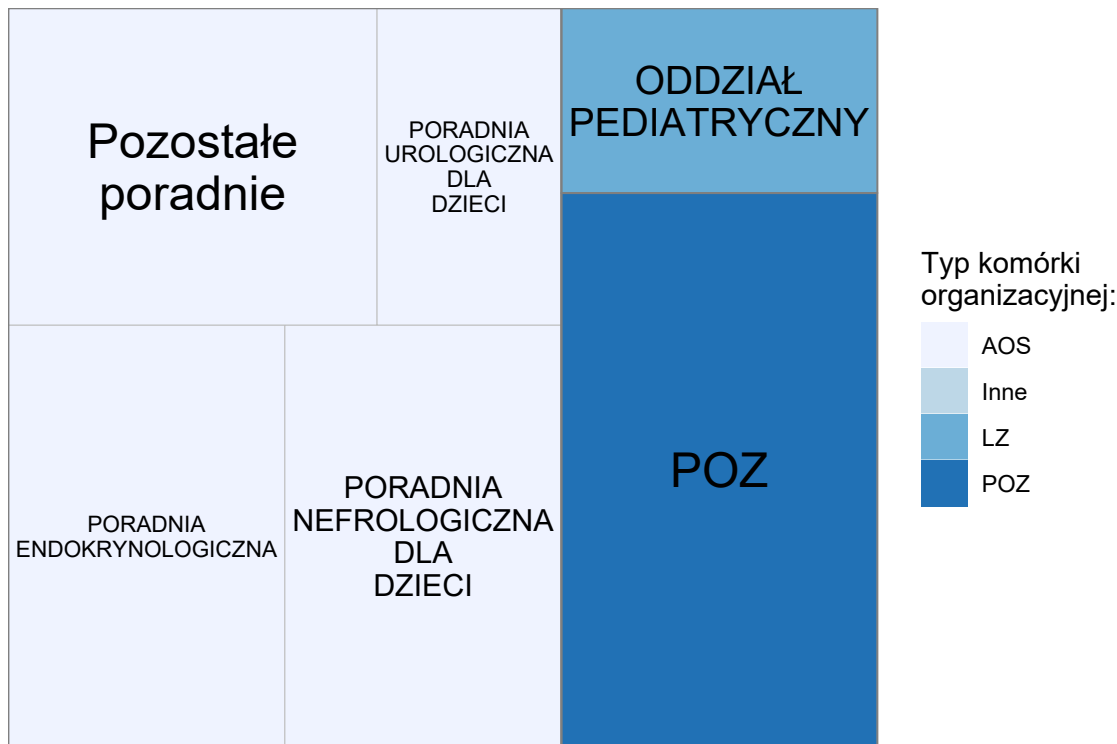 Pozostałe
poradnie
PORADNIA
UROLOGICZNA
DLA
DZIECI
ODDZIAŁ
PEDIATRYCZNY
PORADNIA
ENDOKRYNOLOGICZNA
PORADNIA
NEFROLOGICZNA
DLA
DZIECI
POZ
Typ komórki
organizacyjnej:
AOS
Inne
LZ
POZ